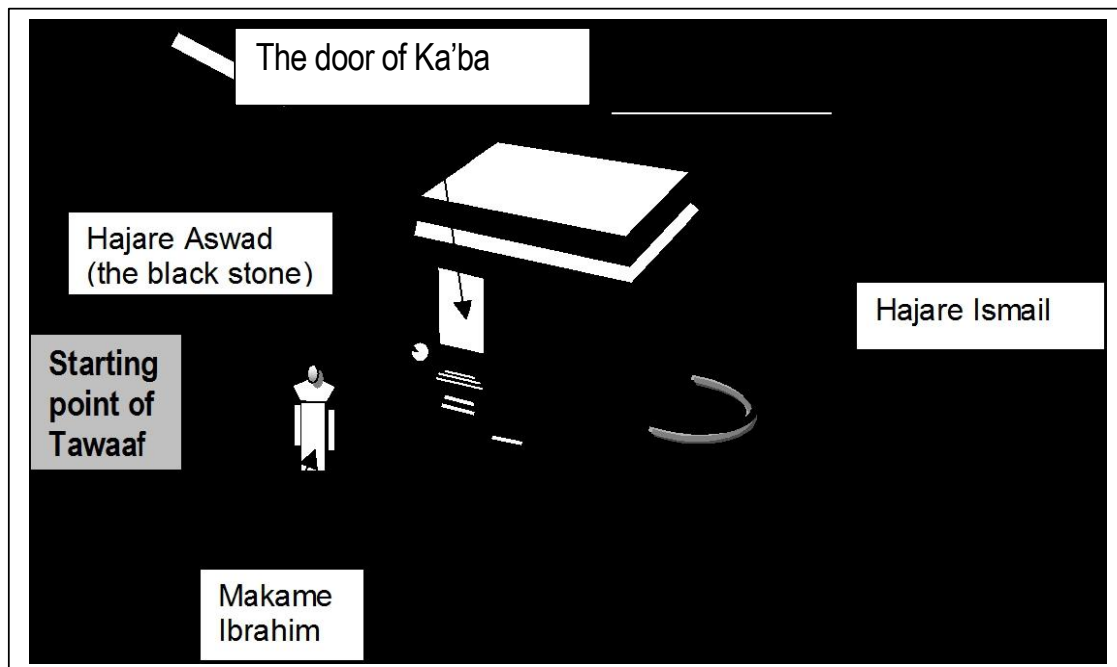 The door of Ka’ba
Hajare Aswad
(the black stone)
Hajare Ismail
Starting
point of
Tawaaf
Makame
Ibrahim